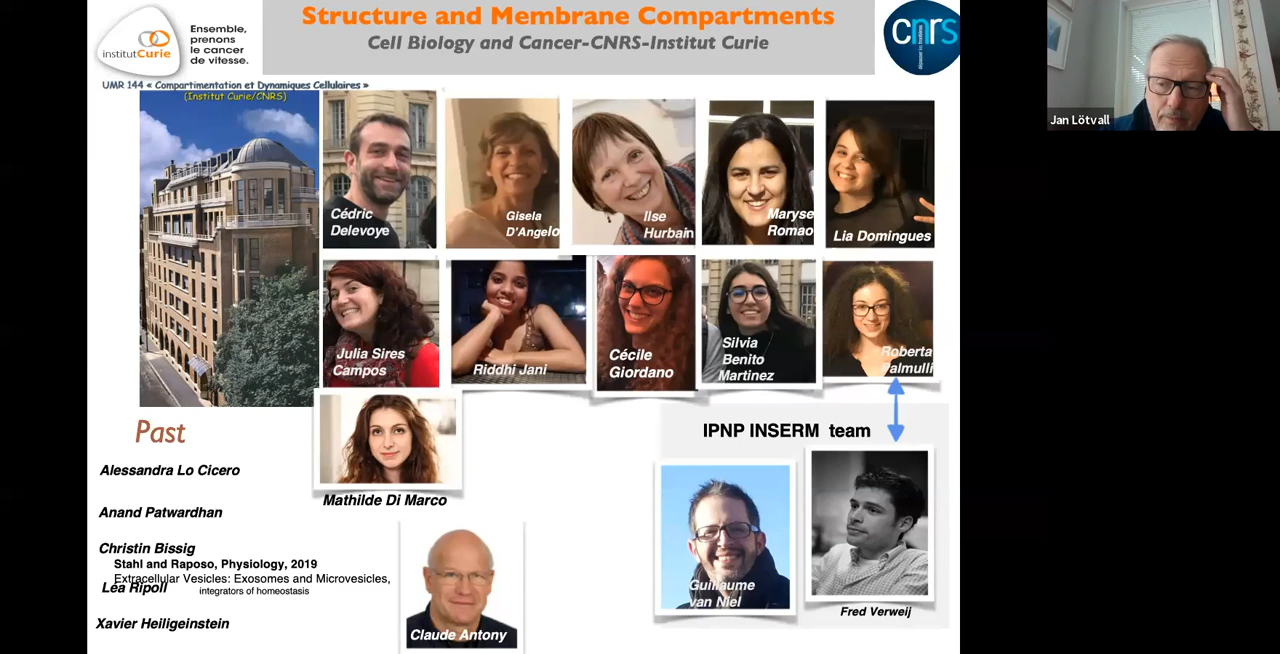 Structure and Membrane Compartments
Cell Biology and Cancer-CNRS-Institut Curie
institutCurie
Ensemble,
prenons
le cancer
de vitesse.
cnrs
UMR 144 « Compartimentation et Dynamiques Cellulaires »
(Institut Curie/CNRS)
Jan Lötvall
Cédric
Delevoye
Gisela
D'Angelo
Ilse
Hurbain
Maryse
Romao
Lia Domingues
Julia Sires
Campos
Riddhi Jani
Cécile
Giordano
Silvia
Benito
Martinez
Roberta
Palmulli
Past
Alessandra Lo Cicero
Anand Patwardhan
Christin Bissig
Stahl and Raposo, Physiology, 2019
Extracellular Vesicles: Exosomes and Microvesicles,
integrators of homeostasis
Léa Ripoll
Xavier Heiligeinstein
Mathilde Di Marco
Claude Antony
IPNP INSERM team
Guillaume
van Niel
Fred Verweij